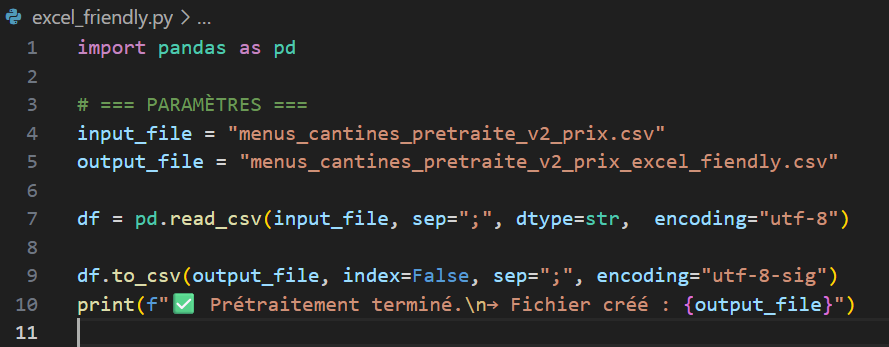 excel_friendly.py > ...
1 import pandas as pd
2
3 # === PARAMÈTRES ===
4 input_file = "menus_cantines_pretraite_v2_prix.csv"
5 output_file = "menus_cantines_pretraite_v2_prix_excel_fiendly.csv"
6
7 df = pd.read_csv(input_file, sep=";", dtype=str,  encoding="utf-8")
8
9 df.to_csv(output_file, index=False, sep=";", encoding="utf-8-sig")
10 print(f"✅ Prétraitement terminé.\n→ Fichier créé : {output_file}")
11